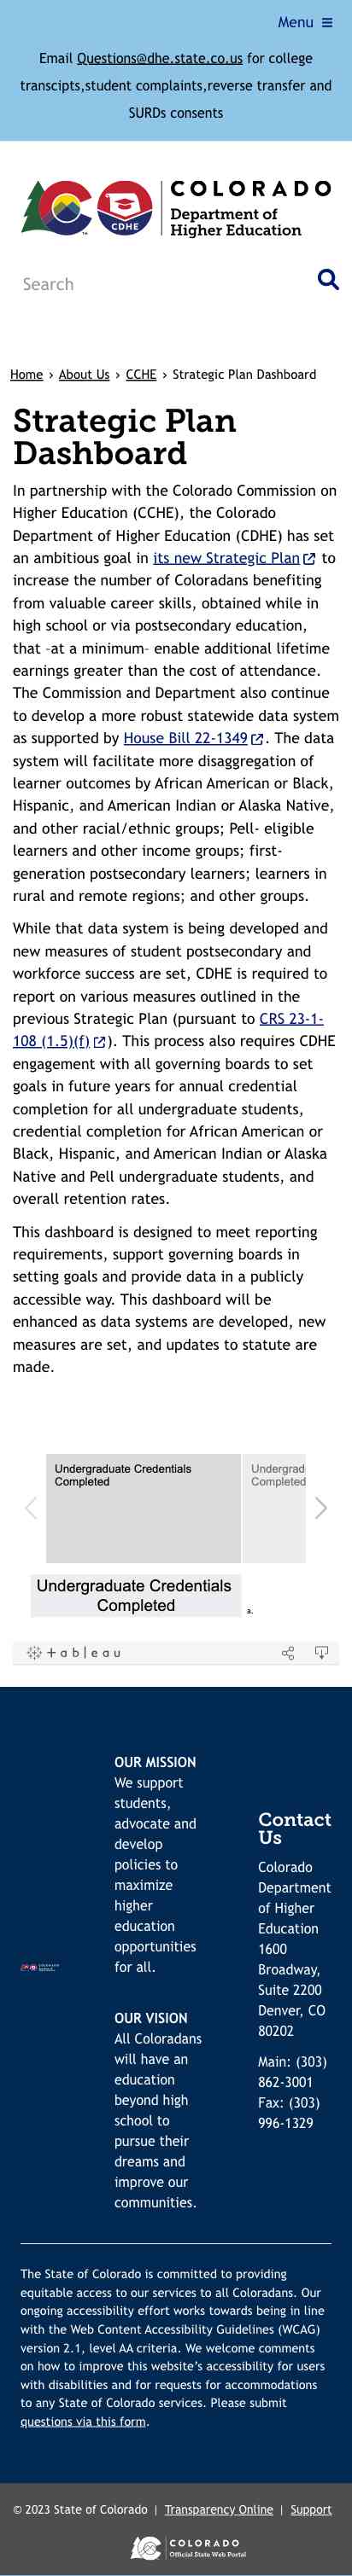 Menu ≡
Email Questions@dhe.state.co.us for college
transcipts,student complaints,reverse transfer and
SURDs consents
CDHE
COLORADO
Department of
Higher Education
Search
Home › About Us › CCHE › Strategic Plan Dashboard
Strategic Plan
Dashboard
In partnership with the Colorado Commission on
Higher Education (CCHE), the Colorado
Department of Higher Education (CDHE) has set
an ambitious goal in its new Strategic Plan to
increase the number of Coloradans benefiting
from valuable career skills, obtained while in
high school or via postsecondary education,
that –at a minimum– enable additional lifetime
earnings greater than the cost of attendance.
The Commission and Department also continue
to develop a more robust statewide data system
as supported by House Bill 22-1349. The data
system will facilitate more disaggregation of
learner outcomes by African American or Black,
Hispanic, and American Indian or Alaska Native,
and other racial/ethnic groups; Pell- eligible
learners and other income groups; first-
generation postsecondary learners; learners in
rural and remote regions; and other groups.
While that data system is being developed and
new measures of student postsecondary and
workforce success are set, CDHE is required to
report on various measures outlined in the
previous Strategic Plan (pursuant to CRS 23-1-
108 (1.5)(f)). This process also requires CDHE
engagement with all governing boards to set
goals in future years for annual credential
completion for all undergraduate students,
credential completion for African American or
Black, Hispanic, and American Indian or Alaska
Native and Pell undergraduate students, and
overall retention rates.
This dashboard is designed to meet reporting
requirements, support governing boards in
setting goals and provide data in a publicly
accessible way. This dashboard will be
enhanced as data systems are developed, new
measures are set, and updates to statute are
made.
Undergraduate Credentials
Completed
Undergrad
Completed
Undergraduate Credentials
Completed
a.
+ableau
OUR MISSION
We support
students,
advocate and
develop
policies to
maximize
higher
education
opportunities
for all.
OUR VISION
All Coloradans
will have an
education
beyond high
school to
pursue their
dreams and
improve our
communities.
Contact
Us
Colorado
Department
of Higher
Education
1600
Broadway,
Suite 2200
Denver, CO
80202
Main: (303)
862-3001
Fax: (303)
996-1329
The State of Colorado is committed to providing
equitable access to our services to all Coloradans. Our
ongoing accessibility effort works towards being in line
with the Web Content Accessibility Guidelines (WCAG)
version 2.1, level AA criteria. We welcome comments
on how to improve this website’s accessibility for users
with disabilities and for requests for accommodations
to any State of Colorado services. Please submit
questions via this form.
© 2023 State of Colorado | Transparency Online | Support
COLORADO
Official State Web Portal